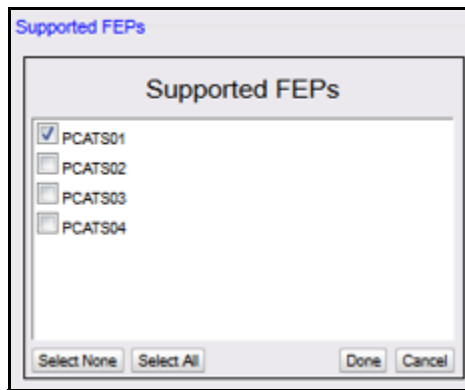 Supported FEPs
Supported FEPs
PCATS01
PCATS02
PCATS03
PCATS04
Select None Select All Done Cancel